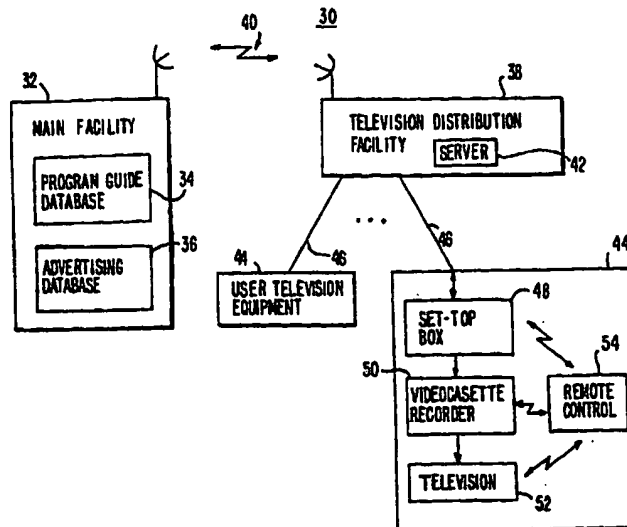 40
30
32
MAIN FACILITY
PROGRAM GUIDE
DATABASE
34
ADVERTISING
DATABASE
36
38
TELEVISION DISTRIBUTION
FACILITY
SERVER
42
...
46
46
44
USER TELEVISION
EQUIPMENT
44
48
SET-TOP
BOX
50
VIDEOCASETTE
RECORDER
54
REMOTE
CONTROL
TELEVISION
52